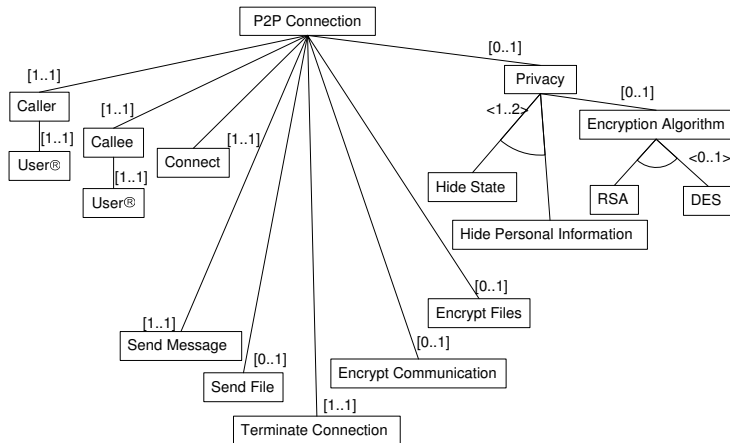 P2P Connection
[0..1]
[1..1]
[1..1]
Privacy
Caller
<1..2>
[0..1]
Callee
[1..1]
Encryption Algorithm
[1..1]
User®
Connect
<0..1>
[1..1]
User®
Hide State
RSA
DES
Hide Personal Information
[0..1]
Encrypt Files
[1..1]
Send Message
[0..1]
[0..1]
Encrypt Communication
Send File
[1..1]
Terminate Connection